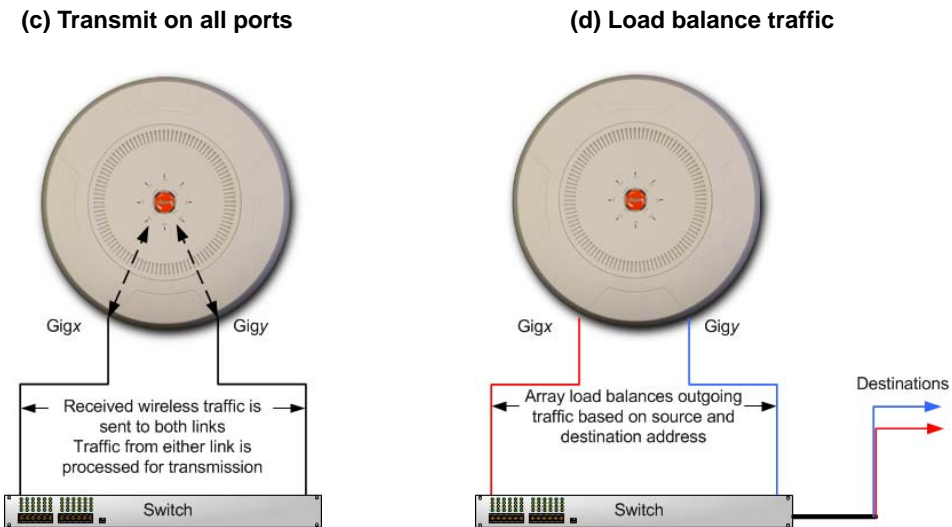 (c) Transmit on all ports
(d) Load balance traffic
Gigx
Gigy
Received wireless traffic is
sent to both links
Traffic from either link is
processed for transmission
Switch
Gigx
Gigy
Array load balances outgoing
traffic based on source and
destination address
Destinations
Switch